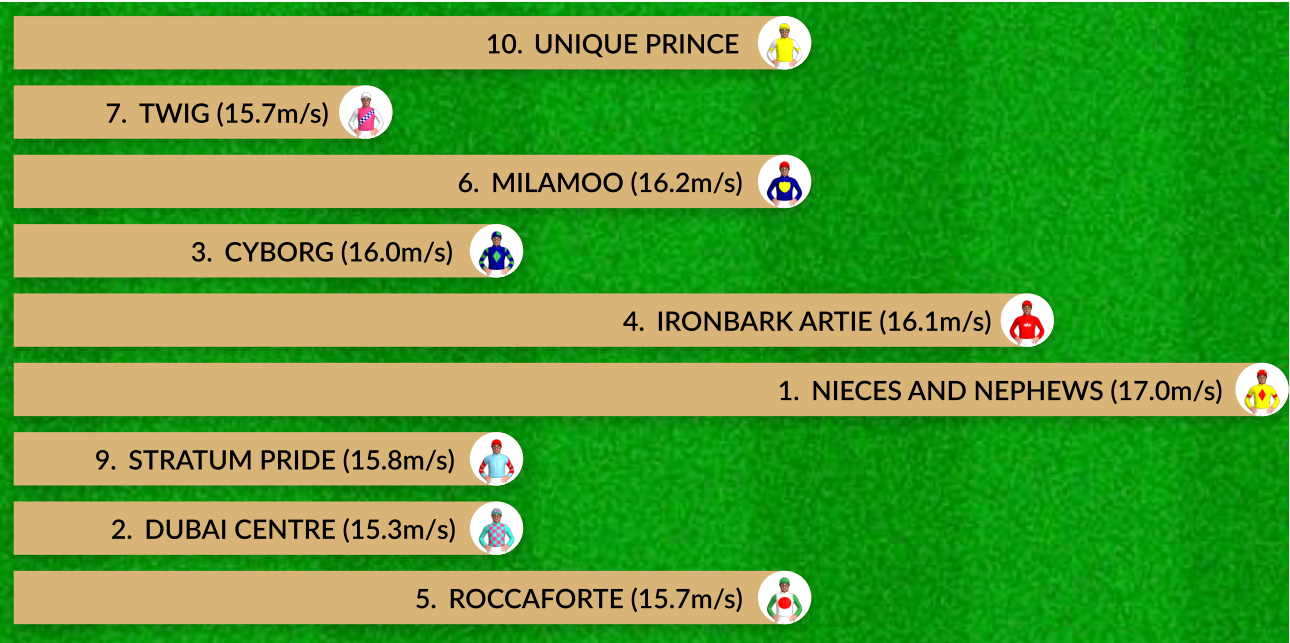 10. UNIQUE PRINCE
7. TWIG (15.7m/s)
6. MILAMOO (16.2m/s)
3. CYBORG (16.0m/s)
4. IRONBARK ARTIE (16.1m/s)
1. NIECES AND NEPHEWS (17.0m/s)
9. STRATUM PRIDE (15.8m/s)
2. DUBAI CENTRE (15.3m/s)
5. ROCCAFORTE (15.7m/s)